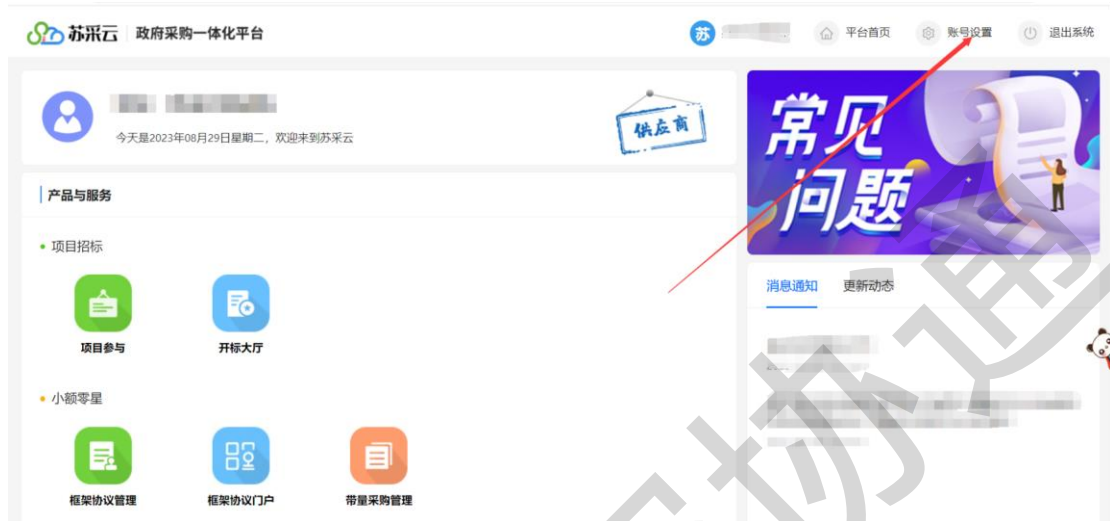 苏采云 政府采购一体化平台
苏 平台首页 账号设置 退出系统
今天是2023年08月29日星期二,欢迎来到苏采云
供应商
常见
问题
产品与服务
项目招标
项目参与 开标大厅
消息通知 更新动态
小额零星
框架协议管理 框架协议门户 带量采购管理
协通